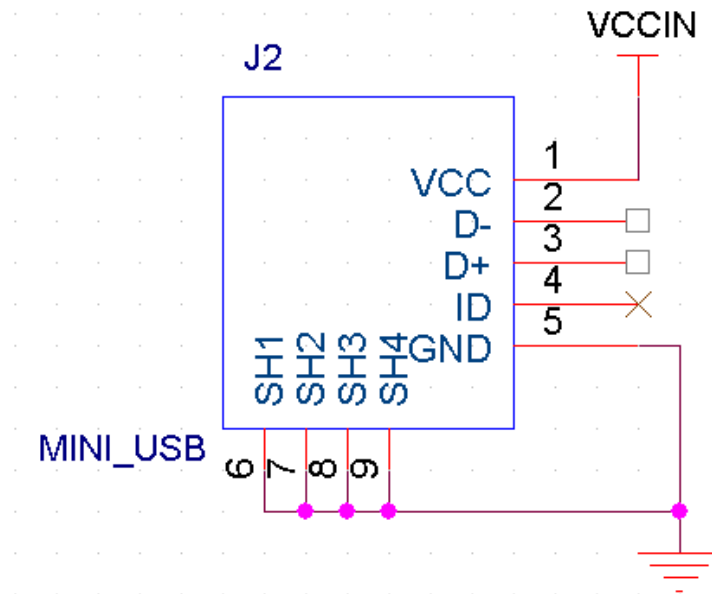 VCCIN
J2
1
VCC
2
D-
3
D+
4
ID
5
GND
SH1
SH2
SH3
SH4
MINI_USB
6
7
8
9